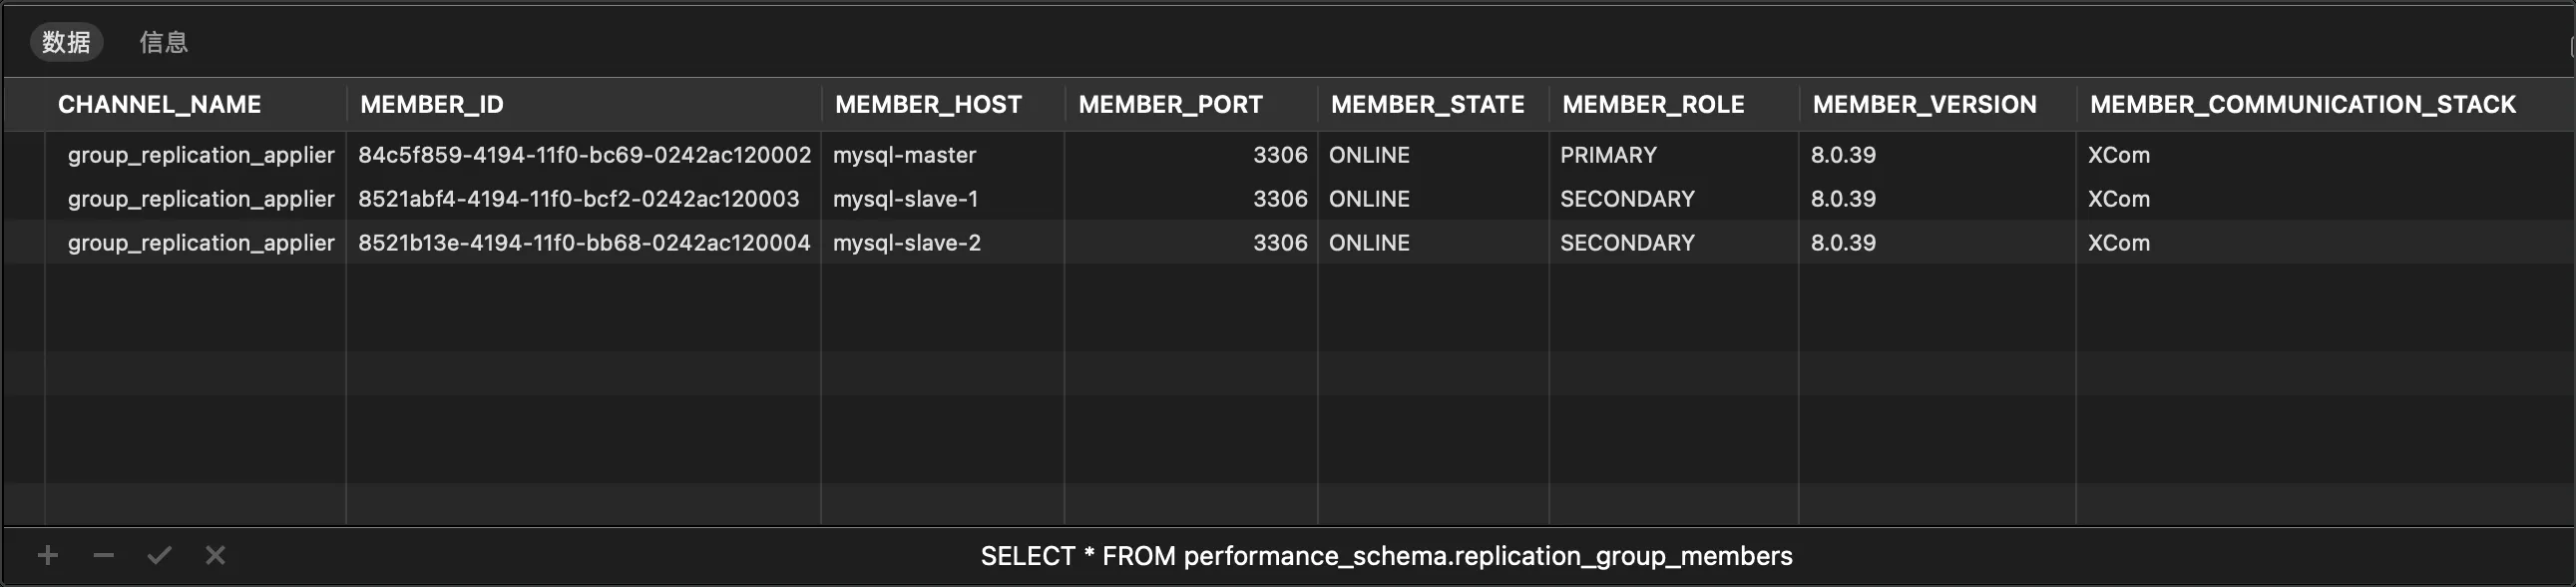 数据 信息
CHANNEL_NAME MEMBER_ID MEMBER_HOST MEMBER_PORT MEMBER_STATE MEMBER_ROLE MEMBER_VERSION MEMBER_COMMUNICATION_STACK
group_replication_applier 84c5f859-4194-11f0-bc69-0242ac120002 mysql-master 3306 ONLINE PRIMARY 8.0.39 XCom
group_replication_applier 8521abf4-4194-11f0-bcf2-0242ac120003 mysql-slave-1 3306 ONLINE SECONDARY 8.0.39 XCom
group_replication_applier 8521b13e-4194-11f0-bb68-0242ac120004 mysql-slave-2 3306 ONLINE SECONDARY 8.0.39 XCom
SELECT * FROM performance_schema.replication_group_members